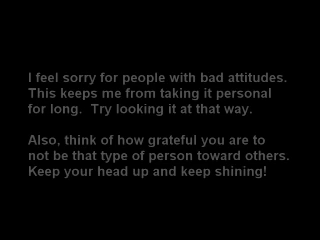 I feel sorry for people with bad attitudes.
This keeps me from taking it personal
for long.  Try looking it at that way.
Also, think of how grateful you are to
not be that type of person toward others.
Keep your head up and keep shining!